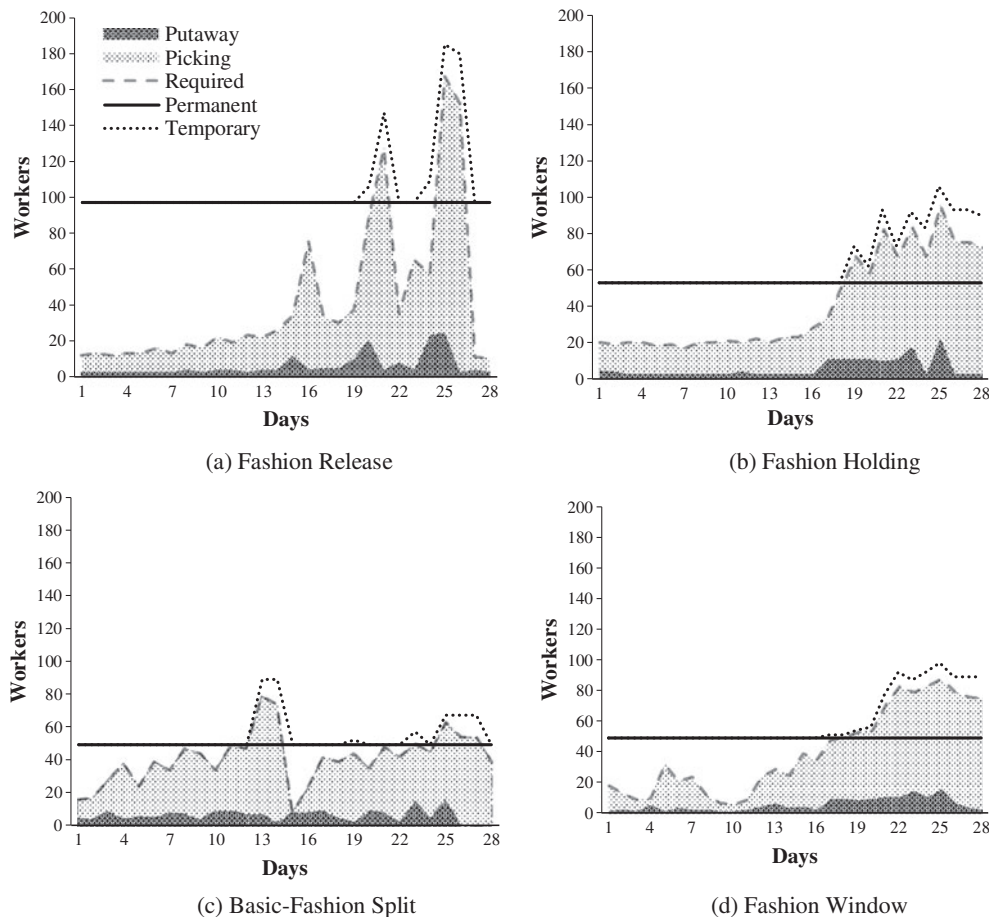 200
180
160
140
120
100
80
60
40
20
0
Workers
Putaway
Picking
Required
Permanent
Temporary
1 4 7 10 13 16 19 22 25 28
Days
(a) Fashion Release
200
180
160
140
120
100
80
60
40
20
0
Workers
1 4 7 10 13 16 19 22 25 28
Days
(b) Fashion Holding
200
180
160
140
120
100
80
60
40
20
0
Workers
1 4 7 10 13 16 19 22 25 28
Days
(c) Basic-Fashion Split
200
180
160
140
120
100
80
60
40
20
0
Workers
1 4 7 10 13 16 19 22 25 28
Days
(d) Fashion Window